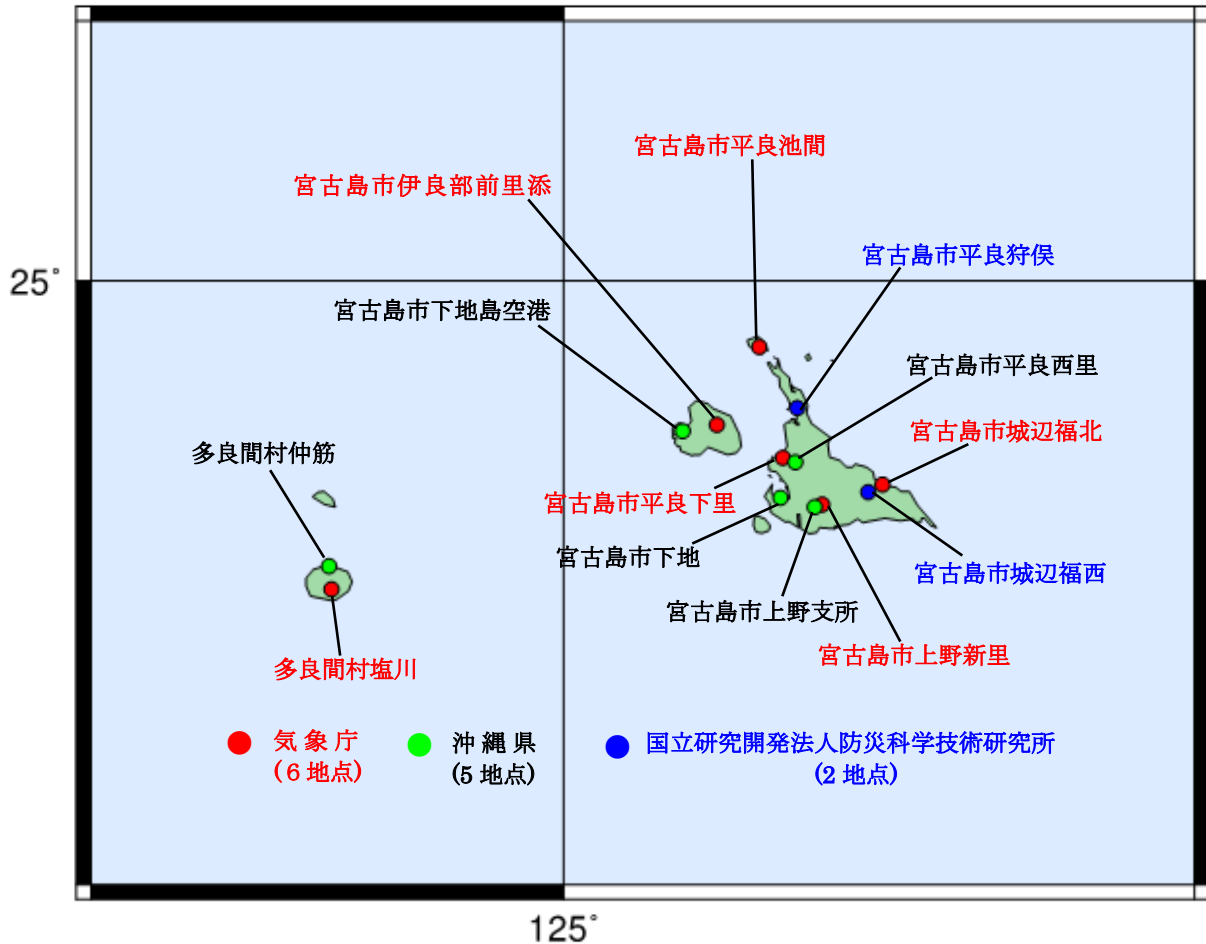 宮古島市平良池間
宮古島市伊良部前里添
宮古島市平良狩俣
25°
宮古島市下地島空港
宮古島市平良西里
宮古島市城辺福北
多良間村仲筋
宮古島市平良下里
宮古島市下地
宮古島市城辺福西
宮古島市上野支所
宮古島市上野新里
多良間村塩川
気象庁
(6地点)
沖縄県
(5地点)
国立研究開発法人防災科学技術研究所
(2地点)
125°